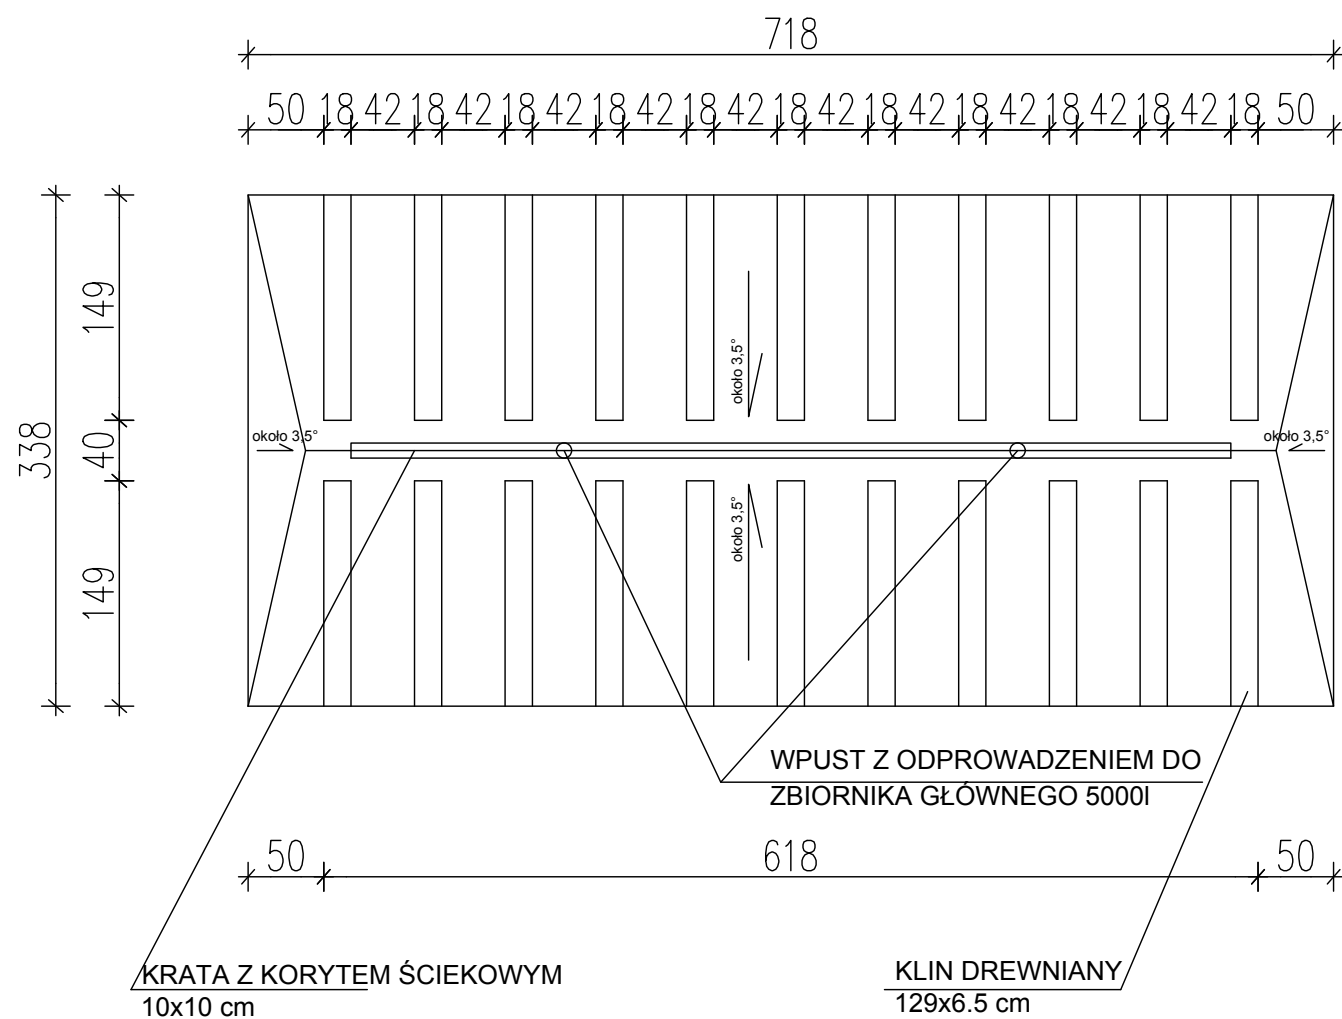 718
50 18 42 18 42 18 42 18 42 18 42 18 42 18 42 18 42 18 42 18 42 18 50
149
40
149
338
około 3,5°
około 3,5°
około 3,5°
około 3,5°
WPUST Z ODPROWADZENIEM DO
ZBIORNIKA GŁÓWNEGO 5000l
50 618 50
KRATA Z KORYTEM ŚCIEKOWYM
10x10 cm
KLIN DREWNIANY
129x6.5 cm